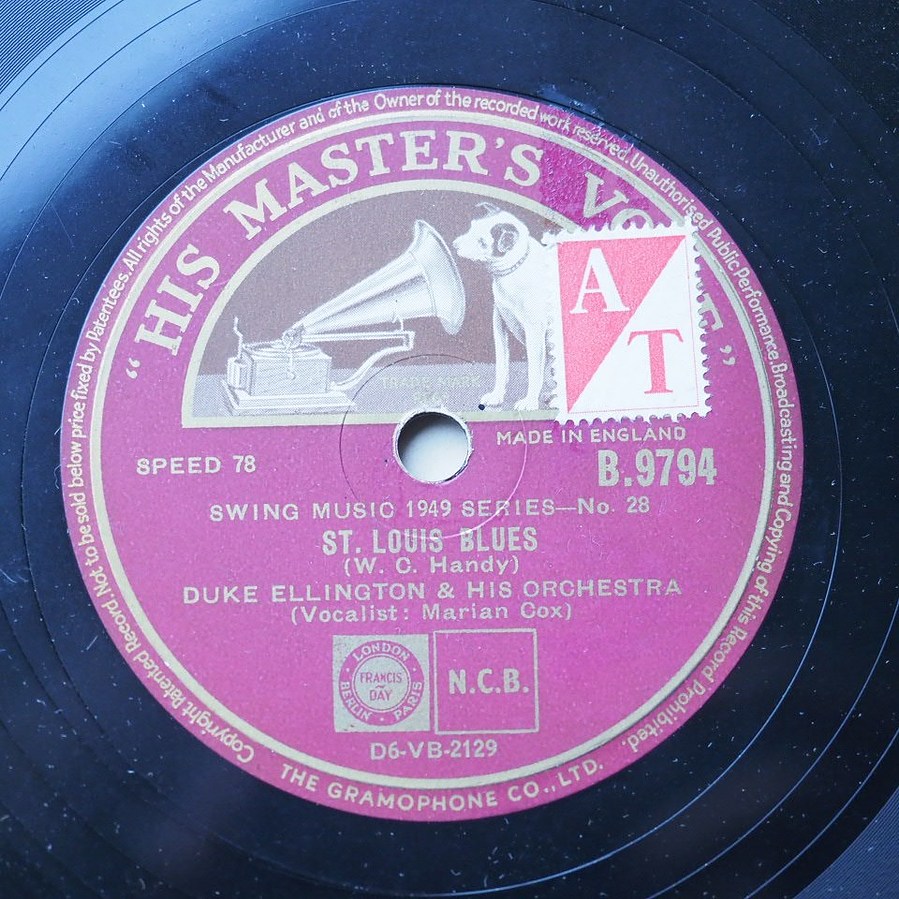 Copyright Patented Record. Not to be sold below price fixed by Patentees. All rights of the Manufacturer and of the Owner of the recorded work reserved. Unauthorised Public Performance. Broadcasting and Copying of this Record Prohibited.
"HIS MASTER'S VO E"
A
T
TRADE MARK
MADE IN ENGLAND
SPEED 78
B.9794
SWING MUSIC 1949 SERIES—No. 28
ST. LOUIS BLUES
(W. C. Handy)
DUKE ELLINGTON & HIS ORCHESTRA
(Vocalist: Marian Cox)
LONDON
FRANCIS
DAY
BERLIN · PARIS
N.C.B.
D6-VB-2129
THE GRAMOPHONE CO., LTD.